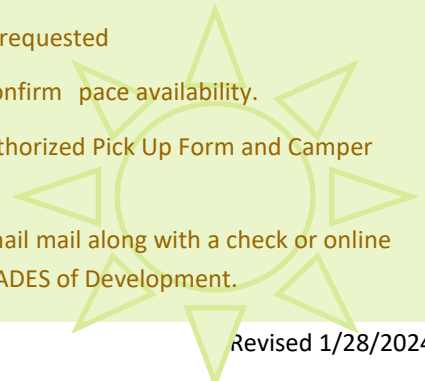 requested
onfirm pace availability.
thorized Pick Up Form and Camper
ail mail along with a check or online
ADES of Development.
Revised 1/28/2024